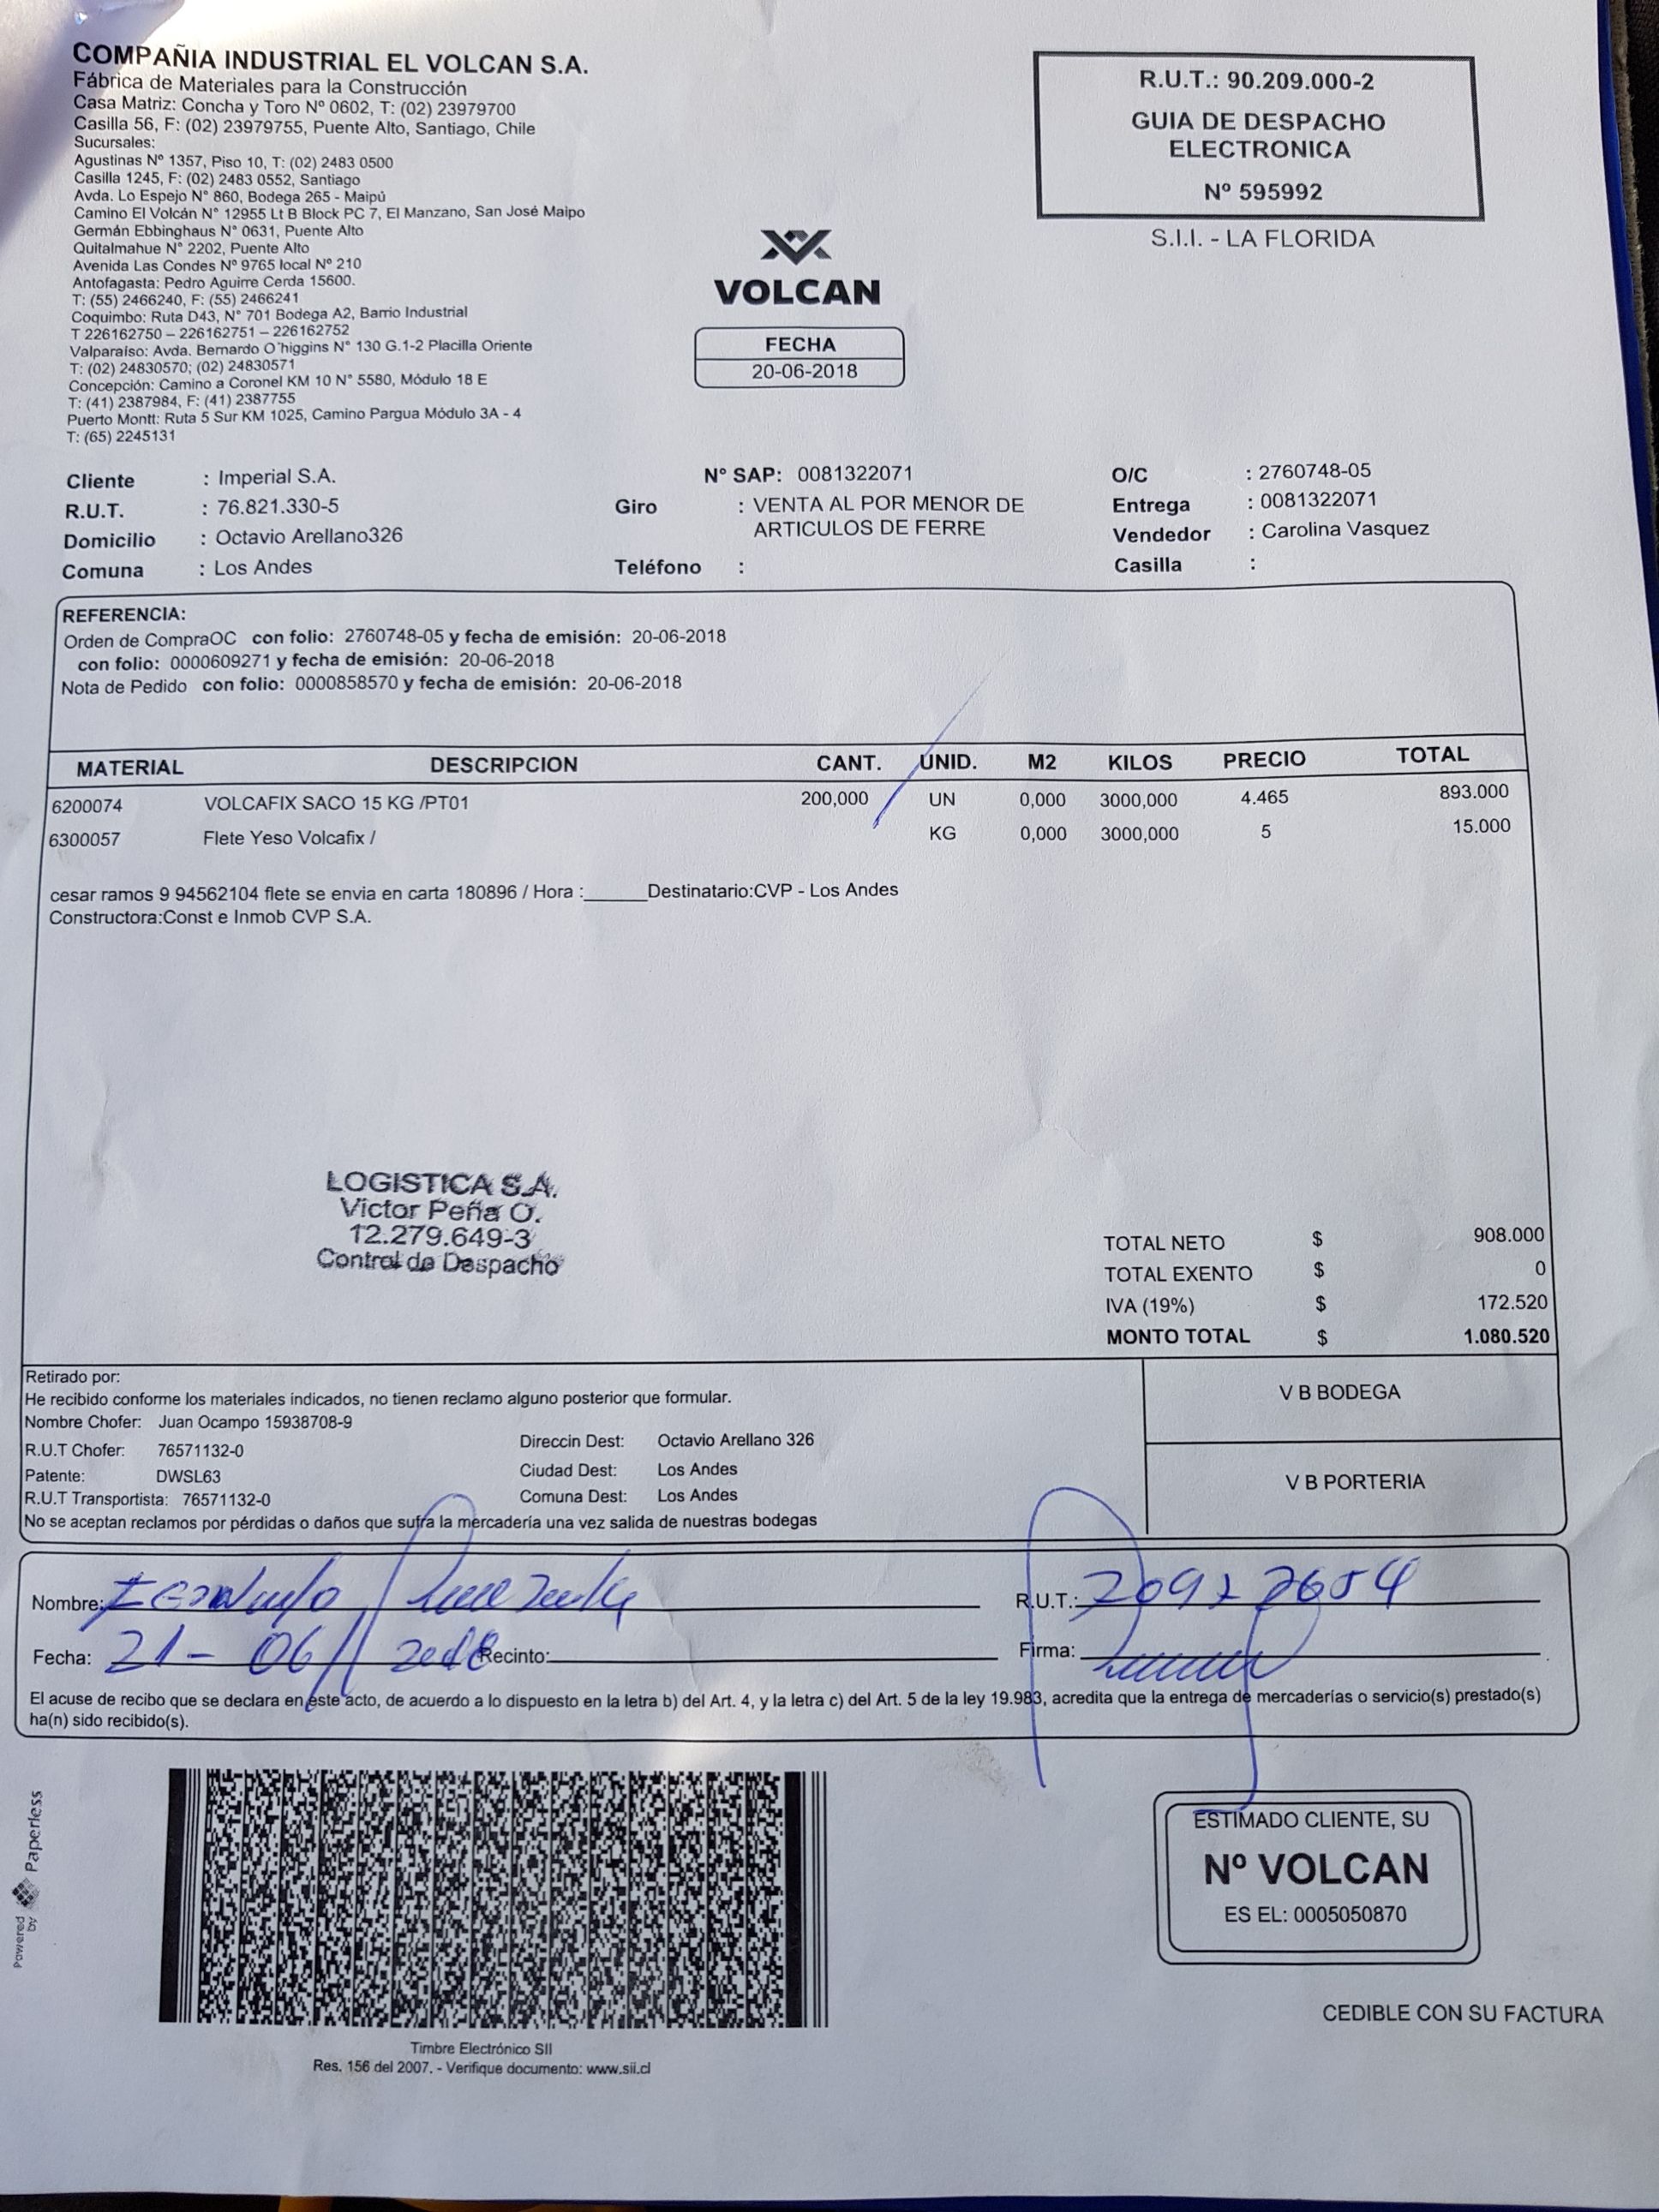 COMPAÑIA INDUSTRIAL EL VOLCAN S.A.
Fábrica de Materiales para la Construcción
Casa Matriz: Concha y Toro Nº 0602, T: (02) 23979700
Casilla 56, F: (02) 23979755, Puente Alto, Santiago, Chile
Sucursales:
Agustinas Nº 1357, Piso 10, T: (02) 2483 0500
Casilla 1245, F: (02) 2483 0552, Santiago
Avda. Lo Espejo N° 860, Bodega 265 - Maipú
Camino El Volcán N° 12955 Lt B Block PC 7, El Manzano, San José Maipo
Germán Ebbinghaus N° 0631, Puente Alto
Quitalmahue N° 2202, Puente Alto
Avenida Las Condes Nº 9765 local Nº 210
Antofagasta: Pedro Aguirre Cerda 15600.
T: (55) 2466240, F: (55) 2466241
Coquimbo: Ruta D43, N° 701 Bodega A2, Barrio Industrial
T 226162750 – 226162751 – 226162752
Valparaíso: Avda. Bernardo O´higgins N° 130 G.1-2 Placilla Oriente
T: (02) 24830570; (02) 24830571
Concepción: Camino a Coronel KM 10 N° 5580, Módulo 18 E
T: (41) 2387984, F: (41) 2387755
Puerto Montt: Ruta 5 Sur KM 1025, Camino Pargua Módulo 3A - 4
T: (65) 2245131
VOLCAN
FECHA
20-06-2018
R.U.T.: 90.209.000-2
GUIA DE DESPACHO
ELECTRONICA
Nº 595992
S.I.I. - LA FLORIDA
Cliente : Imperial S.A. N° SAP: 0081322071 O/C : 2760748-05
R.U.T. : 76.821.330-5 Giro : VENTA AL POR MENOR DE Entrega : 0081322071
ARTICULOS DE FERRE
Domicilio : Octavio Arellano326 Vendedor : Carolina Vasquez
Comuna : Los Andes Teléfono : Casilla :
REFERENCIA:
Orden de CompraOC con folio: 2760748-05 y fecha de emisión: 20-06-2018
con folio: 0000609271 y fecha de emisión: 20-06-2018
Nota de Pedido con folio: 0000858570 y fecha de emisión: 20-06-2018
MATERIAL DESCRIPCION CANT. UNID. M2 KILOS PRECIO TOTAL
6200074 VOLCAFIX SACO 15 KG /PT01 200,000 UN 0,000 3000,000 4.465 893.000
6300057 Flete Yeso Volcafix / KG 0,000 3000,000 5 15.000
cesar ramos 9 94562104 flete se envia en carta 180896 / Hora :______Destinatario:CVP - Los Andes
Constructora:Const e Inmob CVP S.A.
LOGISTICA S.A.
Victor Peña O.
12.279.649-3
Control de Despacho
TOTAL NETO $ 908.000
TOTAL EXENTO $ 0
IVA (19%) $ 172.520
MONTO TOTAL $ 1.080.520
Retirado por:
He recibido conforme los materiales indicados, no tienen reclamo alguno posterior que formular.
Nombre Chofer: Juan Ocampo 15938708-9
R.U.T Chofer: 76571132-0 Direccin Dest: Octavio Arellano 326
Patente: DWSL63 Ciudad Dest: Los Andes
R.U.T Transportista: 76571132-0 Comuna Dest: Los Andes
No se aceptan reclamos por pérdidas o daños que sufra la mercadería una vez salida de nuestras bodegas
V B BODEGA
V B PORTERIA
Nombre: R.U.T.:
Fecha: 21 - 06 Recinto: Firma:
El acuse de recibo que se declara en este acto, de acuerdo a lo dispuesto en la letra b) del Art. 4, y la letra c) del Art. 5 de la ley 19.983, acredita que la entrega de mercaderías o servicio(s) prestado(s)
ha(n) sido recibido(s).
Powered by Paperless
Timbre Electrónico SII
Res. 156 del 2007. - Verifique documento: www.sii.cl
ESTIMADO CLIENTE, SU
Nº VOLCAN
ES EL: 0005050870
CEDIBLE CON SU FACTURA